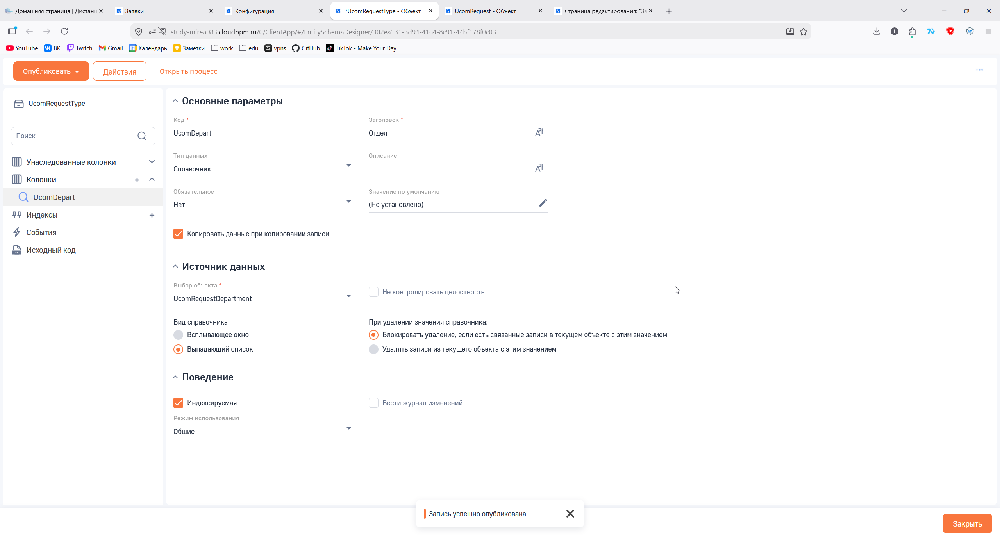 Домашняя страница | Дистанц
Заявки
Конфигурация
*UcomRequestType - Объект
UcomRequest - Объект
Страница редактирования: "За
study-mirea083.cloudbpm.ru/0/ClientApp/#/EntitySchemaDesigner/302ea131-3d94-4164-8c91-44bf178f0c03
YouTube
ВК
Twitch
Gmail
Календарь
Заметки
work
edu
vpns
GitHub
TikTok - Make Your Day
Опубликовать
Действия
Открыть процесс
UcomRequestType
Поиск
Унаследованные колонки
Колонки
UcomDepart
Индексы
События
Исходный код
Основные параметры
Код *
UcomDepart
Заголовок *
Отдел
Тип данных
Справочник
Описание
Обязательное
Нет
Значение по умолчанию
(Не установлено)
Копировать данные при копировании записи
Источник данных
Выбор объекта *
UcomRequestDepartment
Не контролировать целостность
Вид справочника
Всплывающее окно
Выпадающий список
При удалении значения справочника:
Блокировать удаление, если есть связанные записи в текущем объекте с этим значением
Удалять записи из текущего объекта с этим значением
Поведение
Индексируемая
Вести журнал изменений
Режим использования
Общие
Запись успешно опубликована
Закрыть